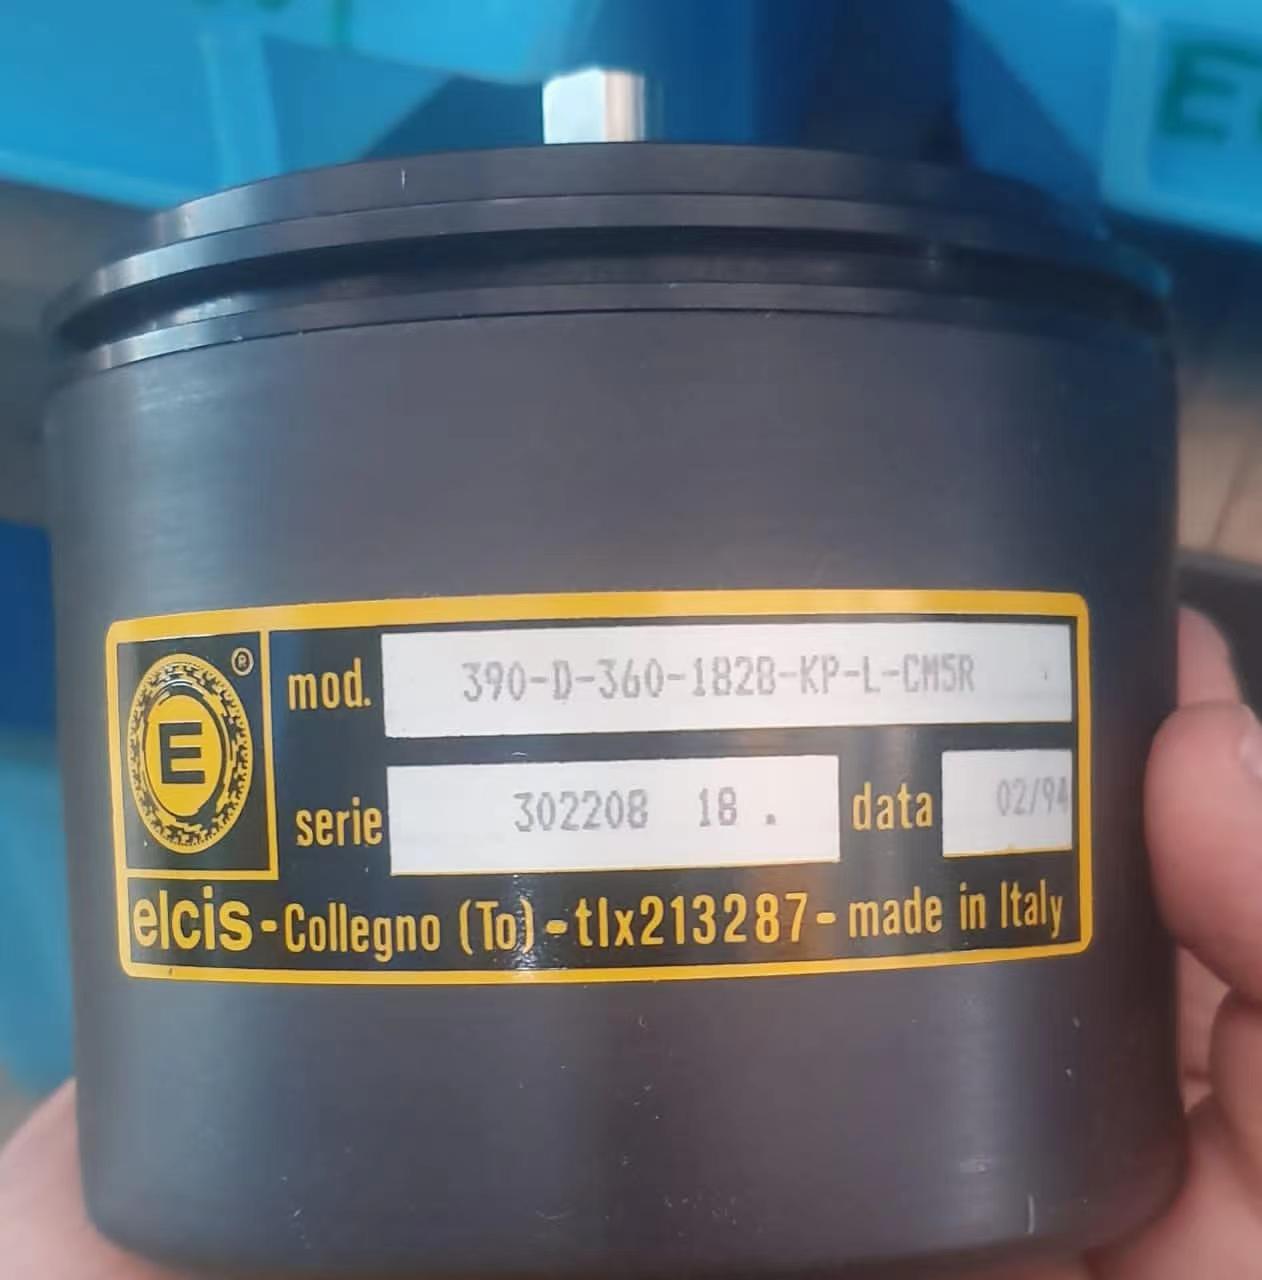 E
® mod. 390-D-360-1828-KP-L-CM5R
E
serie 302208 18 . data 02/94
elcis-Collegno (To)-tlx213287-made in Italy